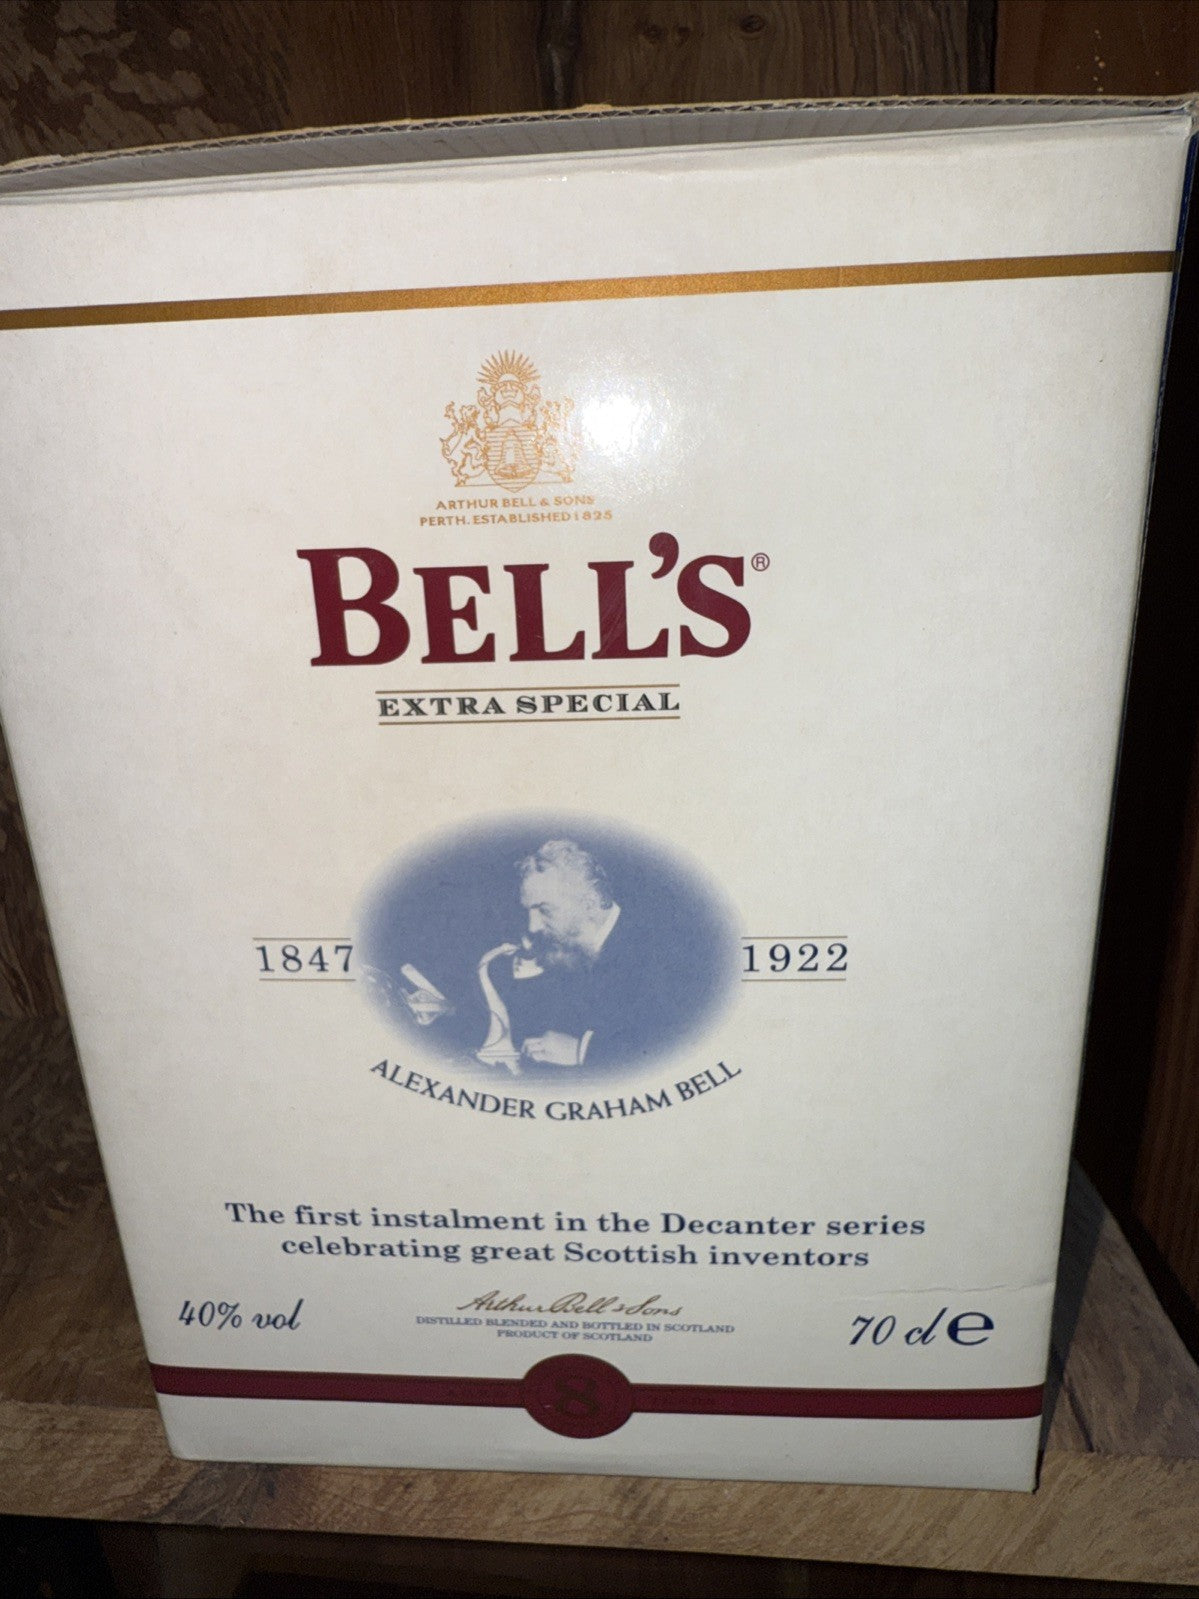 ARTHUR BELL & SONS
PERTH. ESTABLISHED 1825
BELL'S®
EXTRA SPECIAL
1847
1922
ALEXANDER GRAHAM BELL
The first instalment in the Decanter series
celebrating great Scottish inventors
40% vol
Arthur Bell & Sons
DISTILLED BLENDED AND BOTTLED IN SCOTLAND
PRODUCT OF SCOTLAND
70 cl e
8